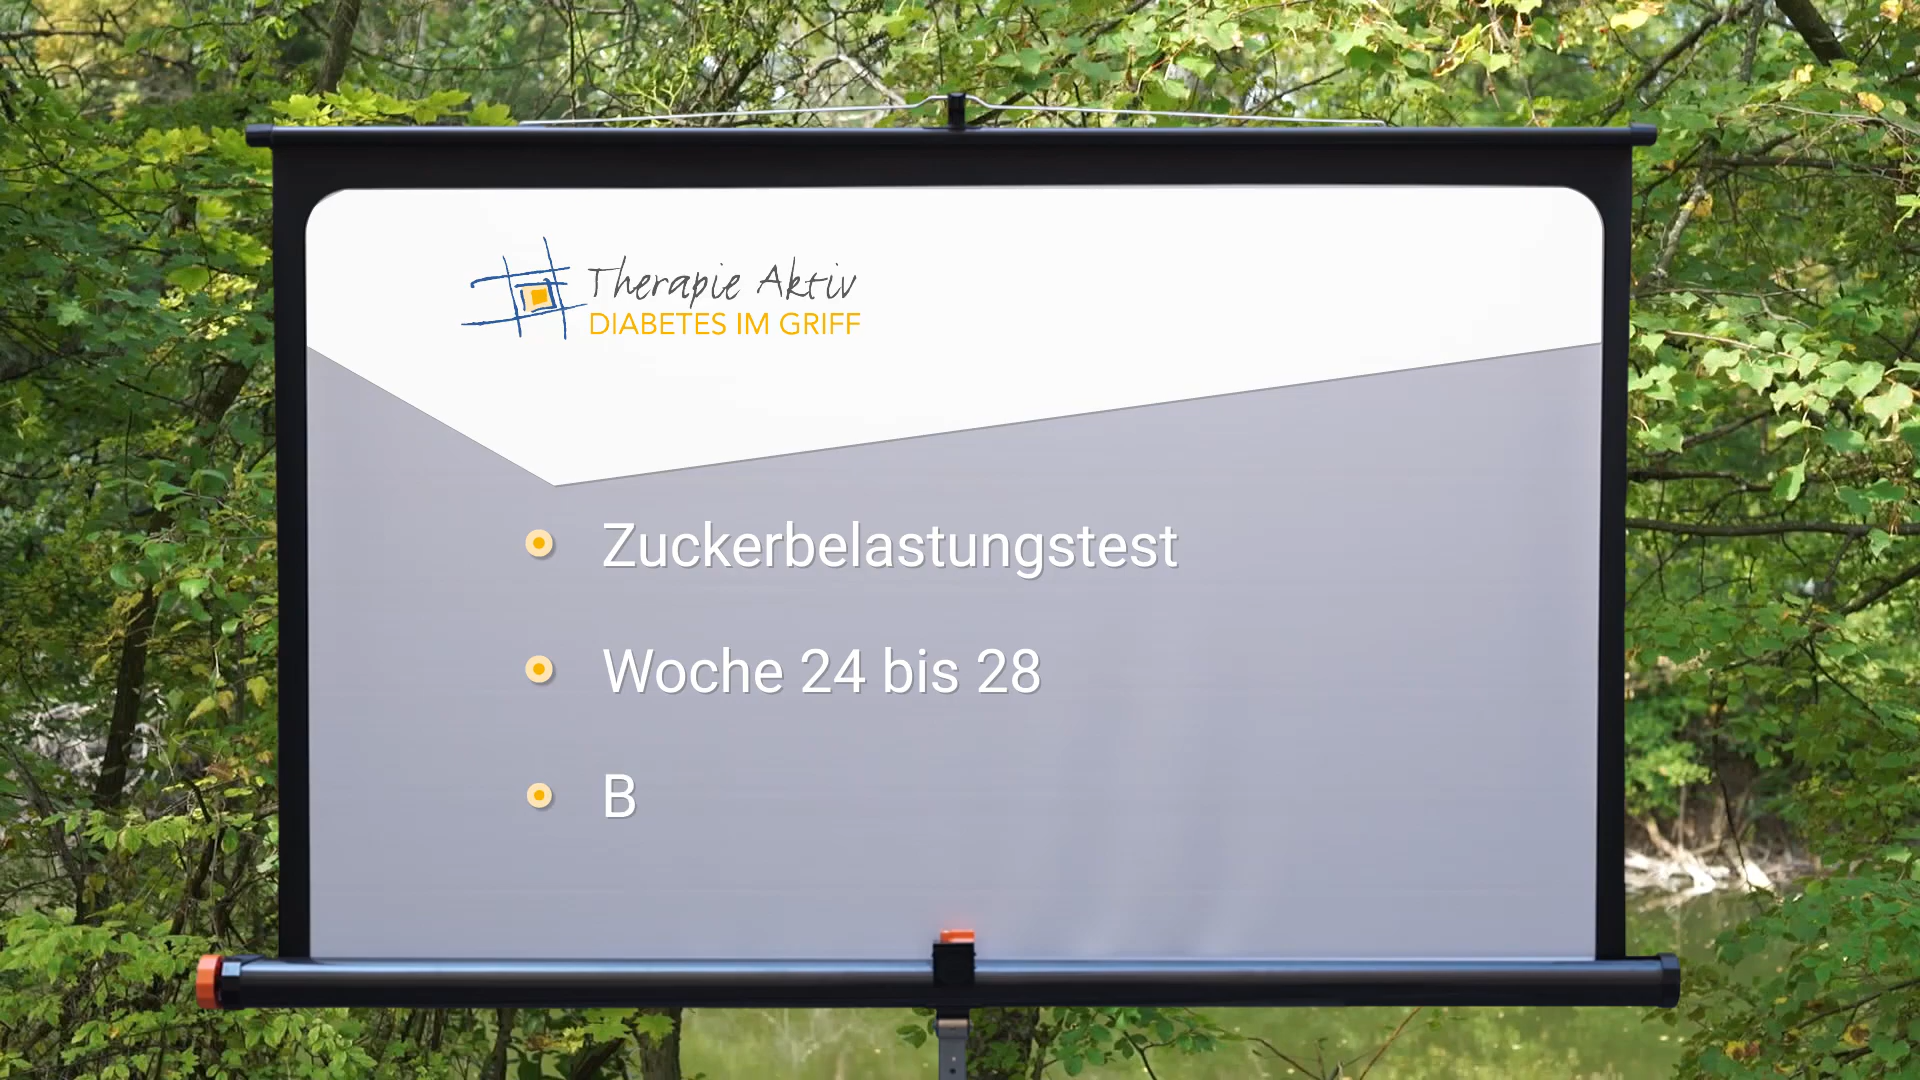 Therapie Aktiv
DIABETES IM GRIFF
Zuckerbelastungstest
Woche 24 bis 28
B